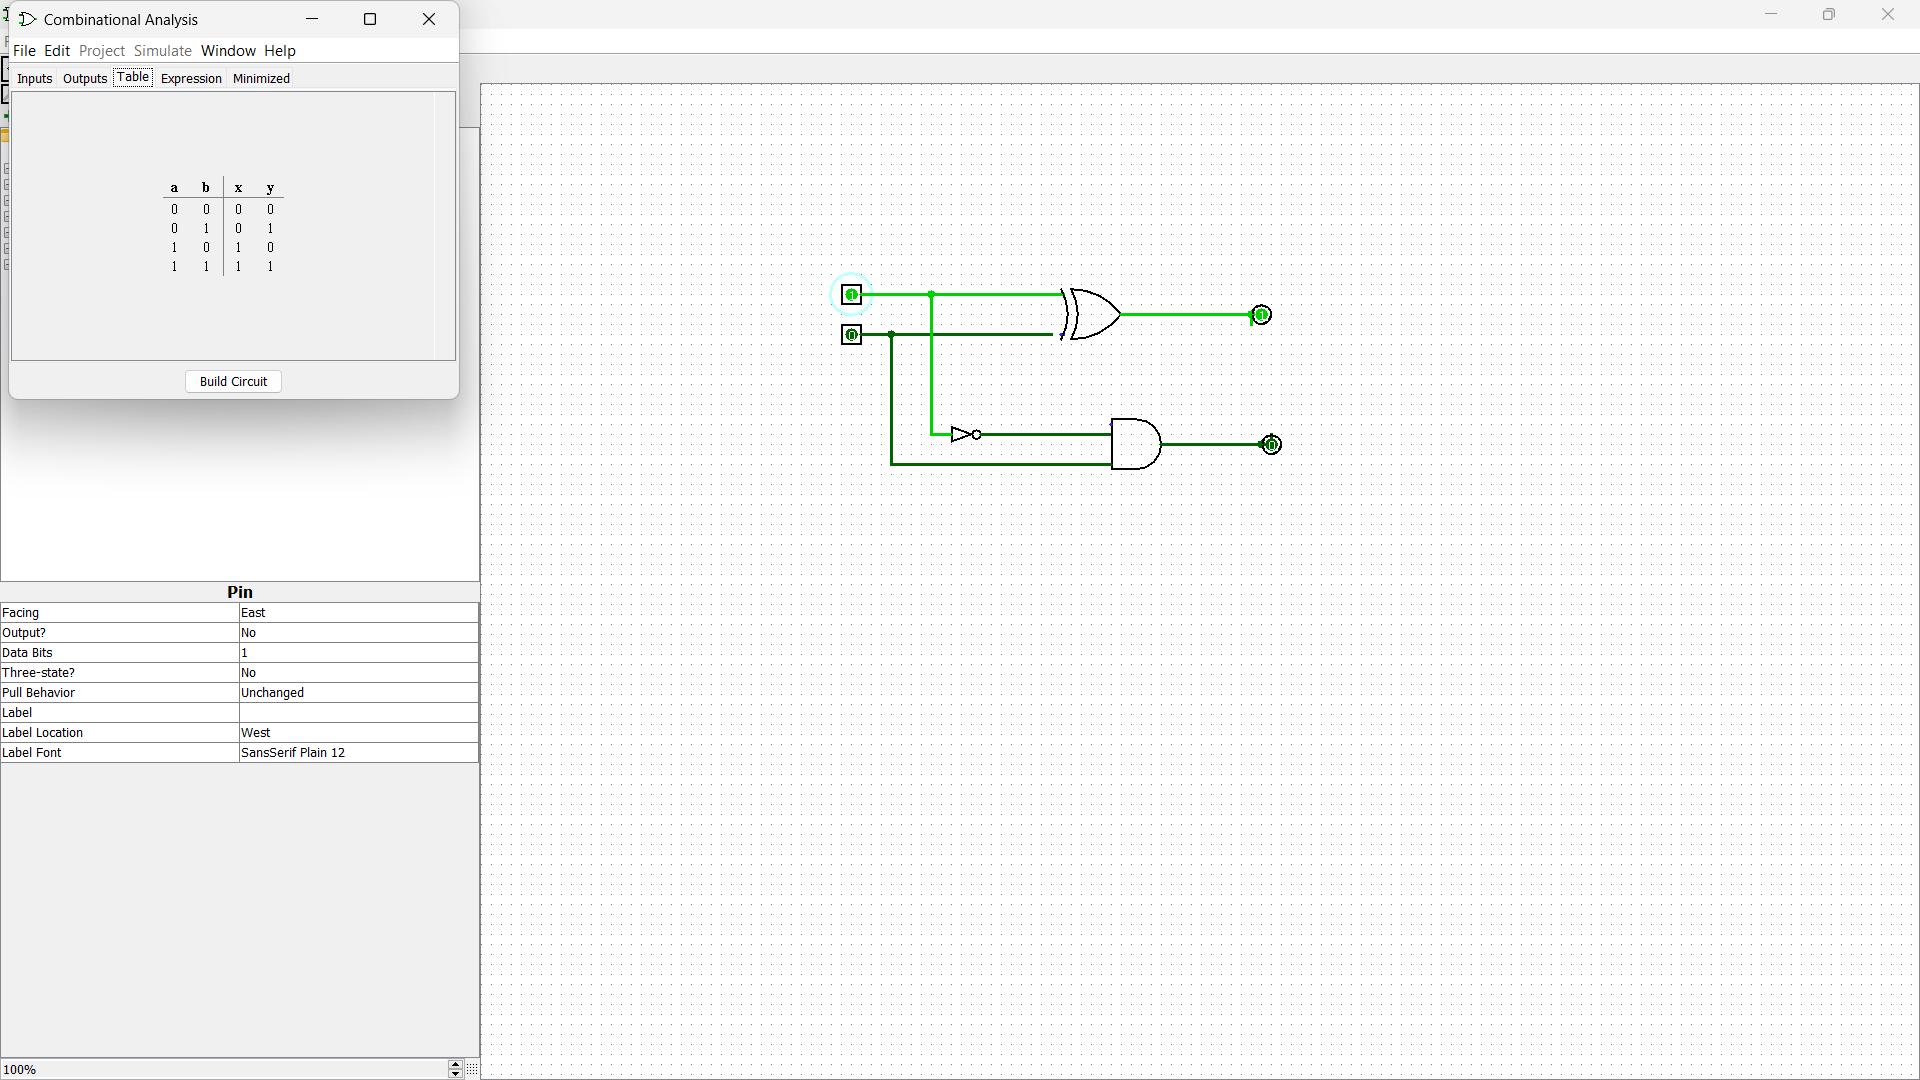 Combinational Analysis
File Edit Project Simulate Window Help
Inputs Outputs Table Expression Minimized
a b x y
0 0 0 0
0 1 0 1
1 0 1 0
1 1 1 1
Build Circuit
1
0
1
0
Pin
Facing East
Output? No
Data Bits 1
Three-state? No
Pull Behavior Unchanged
Label
Label Location West
Label Font SansSerif Plain 12
100%